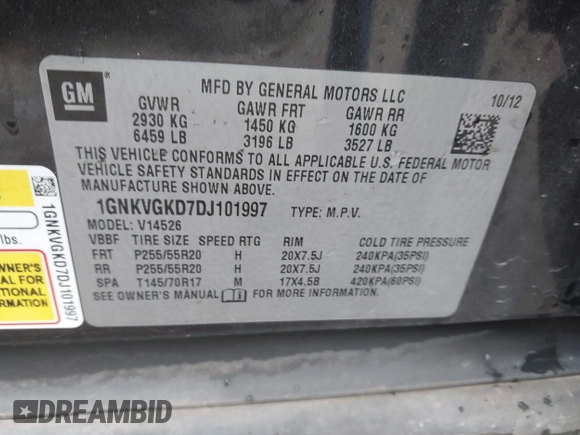 GM
®
MFD BY GENERAL MOTORS LLC
10/12
GVWR GAWR FRT GAWR RR
2930 KG 1450 KG 1600 KG
6459 LB 3196 LB 3527 LB
THIS VEHICLE CONFORMS TO ALL APPLICABLE U.S. FEDERAL MOTOR
VEHICLE SAFETY STANDARDS IN EFFECT ON THE DATE OF
MANUFACTURE SHOWN ABOVE.
1GNKVGKD7DJ101997 TYPE: M.P.V.
MODEL: V14526
VBBF TIRE SIZE SPEED RTG RIM COLD TIRE PRESSURE
FRT P255/55R20 H 20X7.5J 240KPA(35PSI)
RR P255/55R20 H 20X7.5J 240KPA(35PSI)
SPA T145/70R17 M 17X4.5B 420KPA(60PSI)
SEE OWNER'S MANUAL FOR MORE INFORMATION.
1GNKVGKD7DJ101997
lbs.
OWNER'S
FOR
INFORMATION
DREAMBID